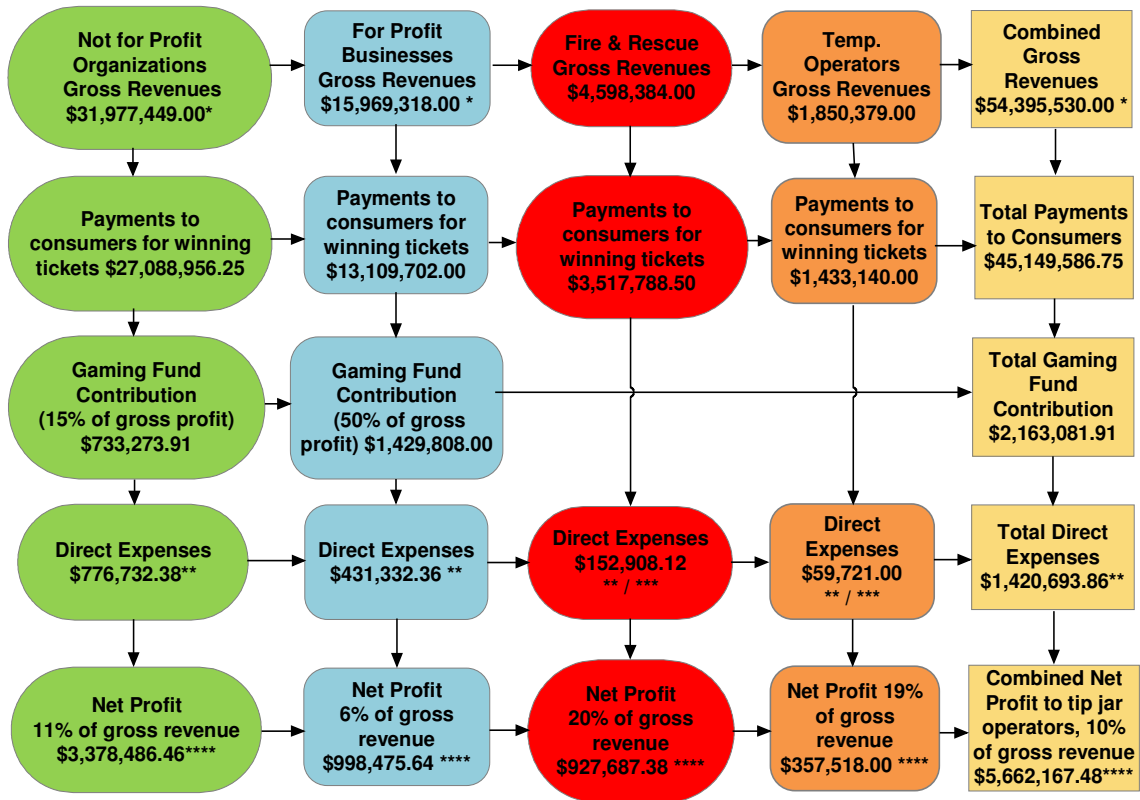 Not for Profit
Organizations
Gross Revenues
$31,977,449.00*
For Profit
Businesses
Gross Revenues
$15,969,318.00 *
Fire & Rescue
Gross Revenues
$4,598,384.00
Temp.
Operators
Gross Revenues
$1,850,379.00
Combined
Gross
Revenues
$54,395,530.00 *
Payments to
consumers for winning
tickets $27,088,956.25
Payments to
consumers for
winning tickets
$13,109,702.00
Payments to
consumers for
winning tickets
$3,517,788.50
Payments to
consumers for
winning tickets
$1,433,140.00
Total Payments
to Consumers
$45,149,586.75
Gaming Fund
Contribution
(15% of gross profit)
$733,273.91
Gaming Fund
Contribution
(50% of gross
profit) $1,429,808.00
Total Gaming
Fund
Contribution
$2,163,081.91
Direct Expenses
$776,732.38**
Direct Expenses
$431,332.36 **
Direct Expenses
$152,908.12
** / ***
Direct
Expenses
$59,721.00
** / ***
Total Direct
Expenses
$1,420,693.86**
Net Profit
11% of gross revenue
$3,378,486.46****
Net Profit
6% of gross
revenue
$998,475.64 ****
Net Profit
20% of gross
revenue
$927,687.38 ****
Net Profit 19%
of gross
revenue
$357,518.00 ****
Combined Net
Profit to tip jar
operators, 10%
of gross revenue
$5,662,167.48****